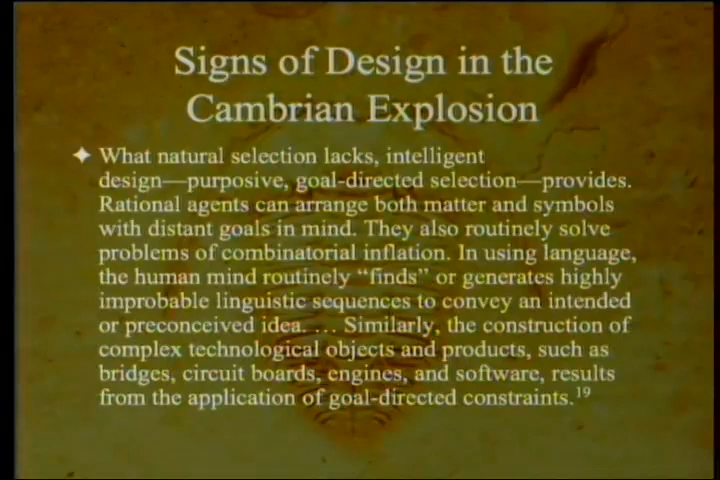 Signs of Design in the
Cambrian Explosion
✦ What natural selection lacks, intelligent
design—purposive, goal-directed selection—provides.
Rational agents can arrange both matter and symbols
with distant goals in mind. They also routinely solve
problems of combinatorial inflation. In using language,
the human mind routinely “finds” or generates highly
improbable linguistic sequences to convey an intended
or preconceived idea. … Similarly, the construction of
complex technological objects and products, such as
bridges, circuit boards, engines, and software, results
from the application of goal-directed constraints.19